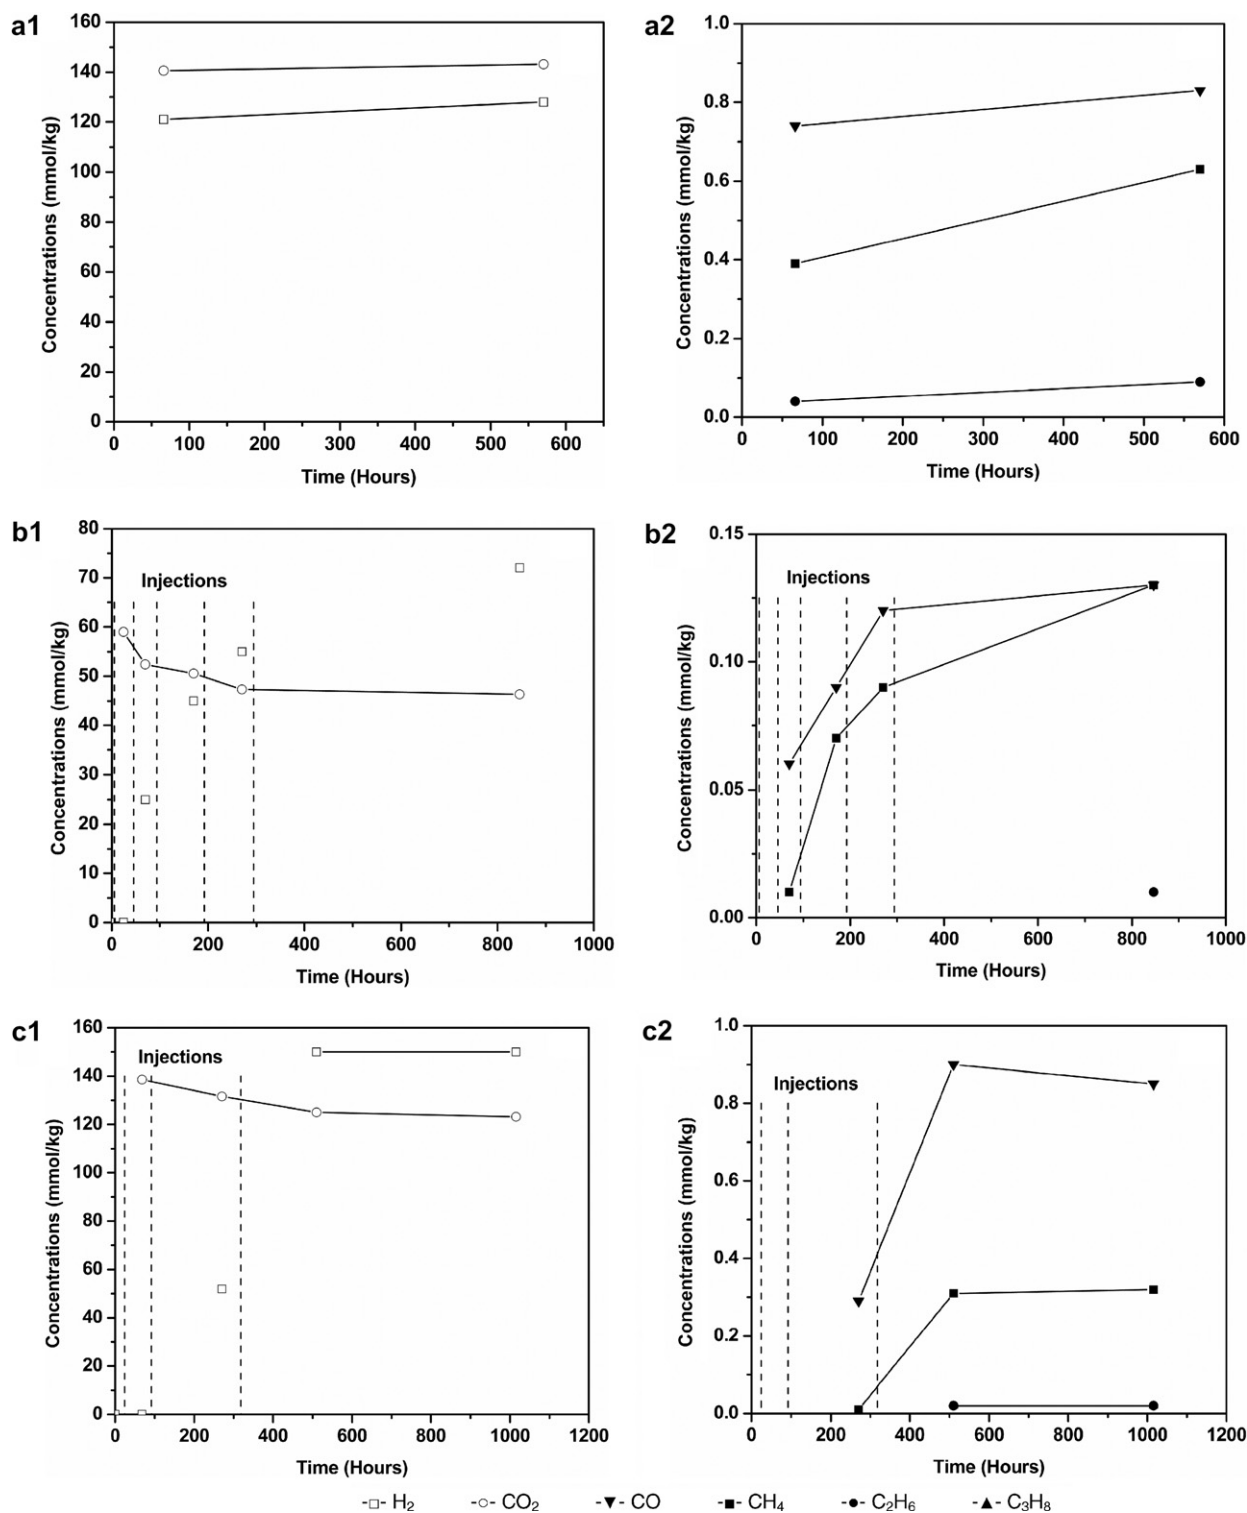 a1
160
140
120
100
80
60
40
20
0
Concentrations (mmol/kg)
0 100 200 300 400 500 600
Time (Hours)
a2
1.0
0.8
0.6
0.4
0.2
0.0
Concentrations (mmol/kg)
0 100 200 300 400 500 600
Time (Hours)
b1
80
70
60
50
40
30
20
10
0
Concentrations (mmol/kg)
Injections
0 200 400 600 800 1000
Time (Hours)
b2
0.15
0.10
0.05
0.00
Concentrations (mmol/kg)
Injections
0 200 400 600 800 1000
Time (Hours)
c1
160
140
120
100
80
60
40
20
0
Concentrations (mmol/kg)
Injections
0 200 400 600 800 1000 1200
Time (Hours)
c2
1.0
0.8
0.6
0.4
0.2
0.0
Concentrations (mmol/kg)
Injections
0 200 400 600 800 1000 1200
Time (Hours)
H₂ CO₂ CO CH₄ C₂H₆ C₃H₈